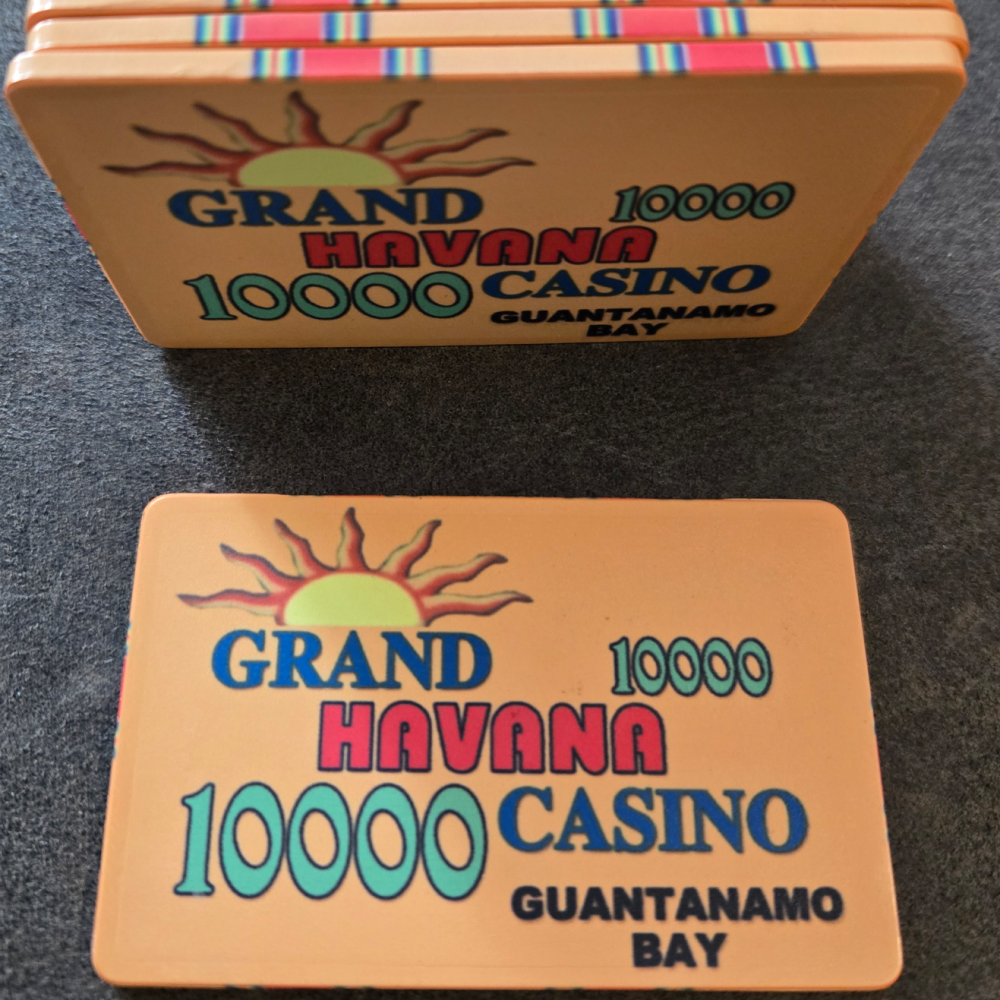 GRAND
10000
HAVANA
10000 CASINO
GUANTANAMO
BAY
GRAND
10000
HAVANA
10000 CASINO
GUANTANAMO
BAY